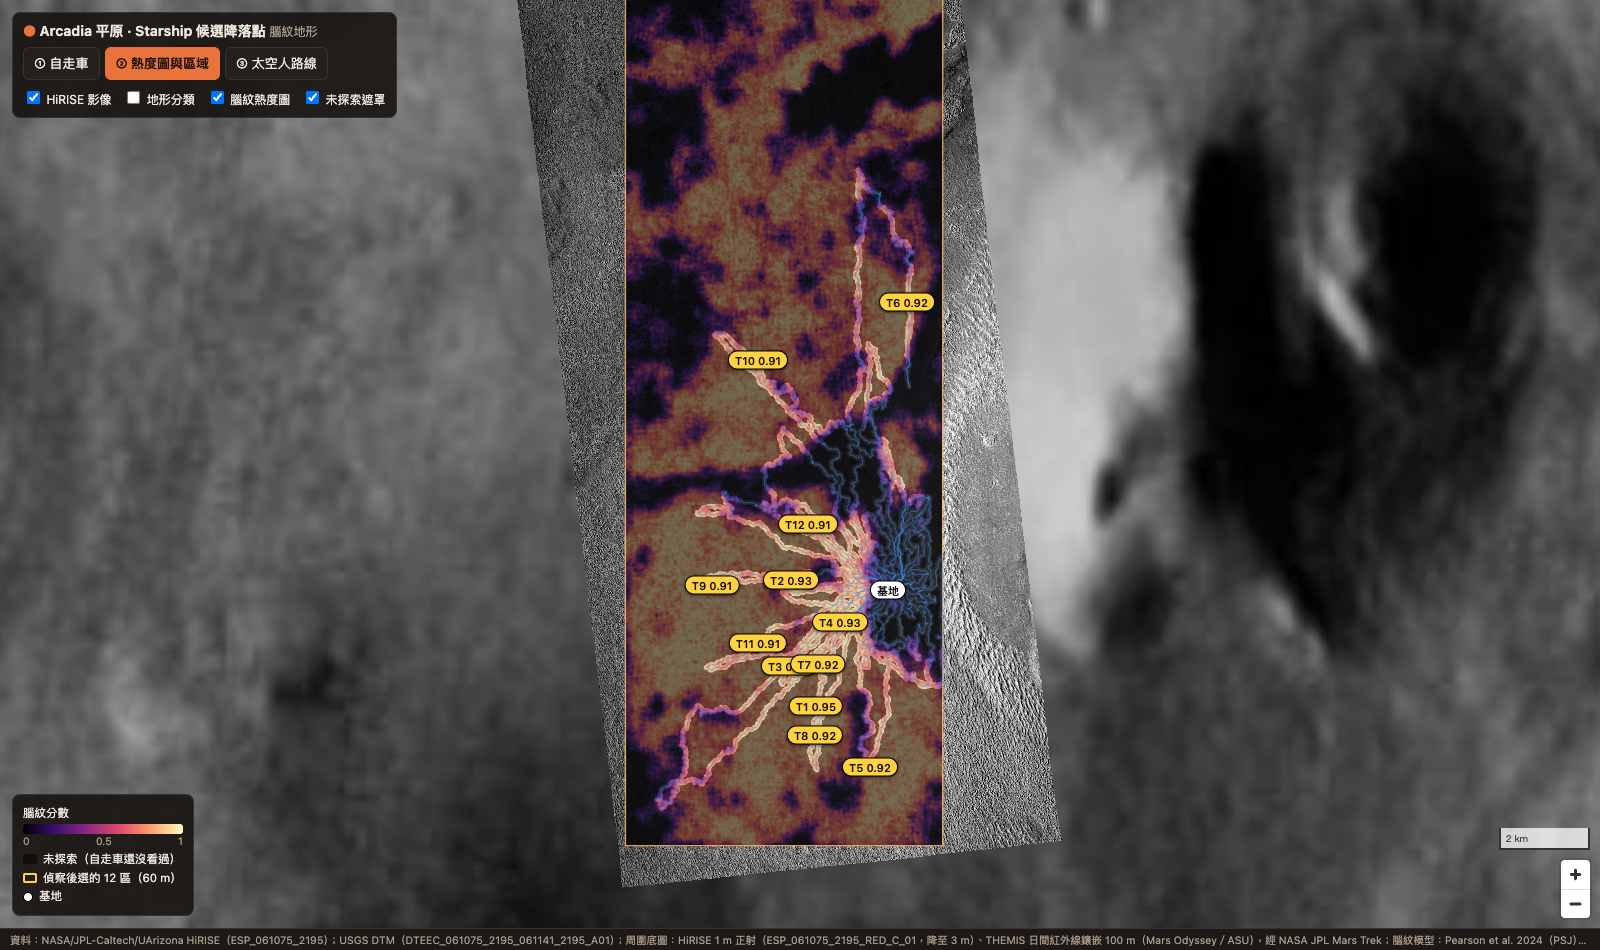 Arcadia 平原 · Starship 候選降落點 腦紋地形
① 自走車 ② 熱度圖與區域 ③ 太空人路線
HiRISE 影像 地形分類 腦紋熱度圖 未探索遮罩
T6 0.92
T10 0.91
T12 0.91
T9 0.91
T2 0.93
基地
T4 0.93
T11 0.91
T3 0
T7 0.92
T1 0.95
T8 0.92
T5 0.92
腦紋分數
0 0.5 1
未探索（自走車還沒看過）
偵察後選的 12 區（60 m）
基地
2 km
+
−
資料：NASA/JPL-Caltech/UArizona HiRISE（ESP_061075_2195）；USGS DTM（DTEEC_061075_2195_061141_2195_A01）；周圍底圖：HiRISE 1 m 正射（ESP_061075_2195_RED_C_01，降至 3 m）、THEMIS 日間紅外線鑲嵌 100 m（Mars Odyssey / ASU），經 NASA JPL Mars Trek；腦紋模型：Pearson et al. 2024（PSJ）...